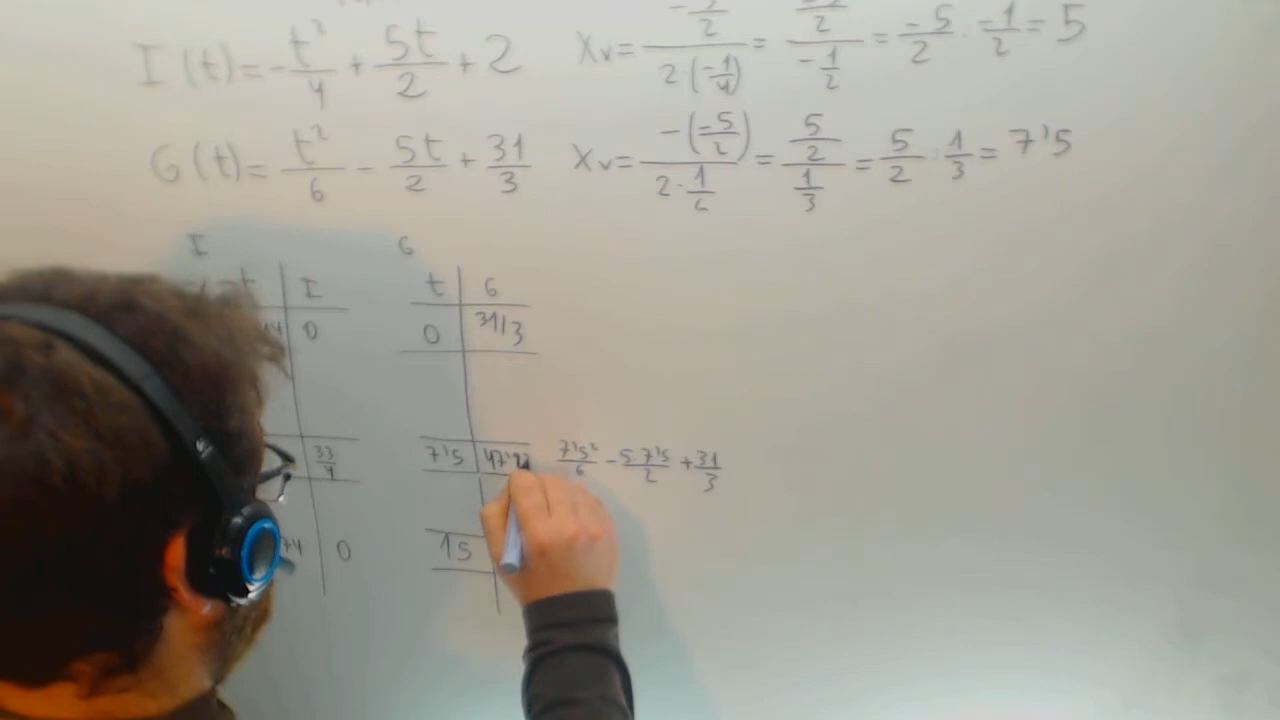 I(t)=-t²/4+5t/2+2 Xv=/2(-1/4)=/-1/2=-5/2·-1/2=5
G(t)=t²/6-5t/2+31/3 Xv=-(-5/2)/2·1/6=5/2/1/3=5/2·1/3=7'5
I G
t I t G
0 0 31/3
33/4 7'5 7'5²/6-5·7'5/2+31/3
0 15